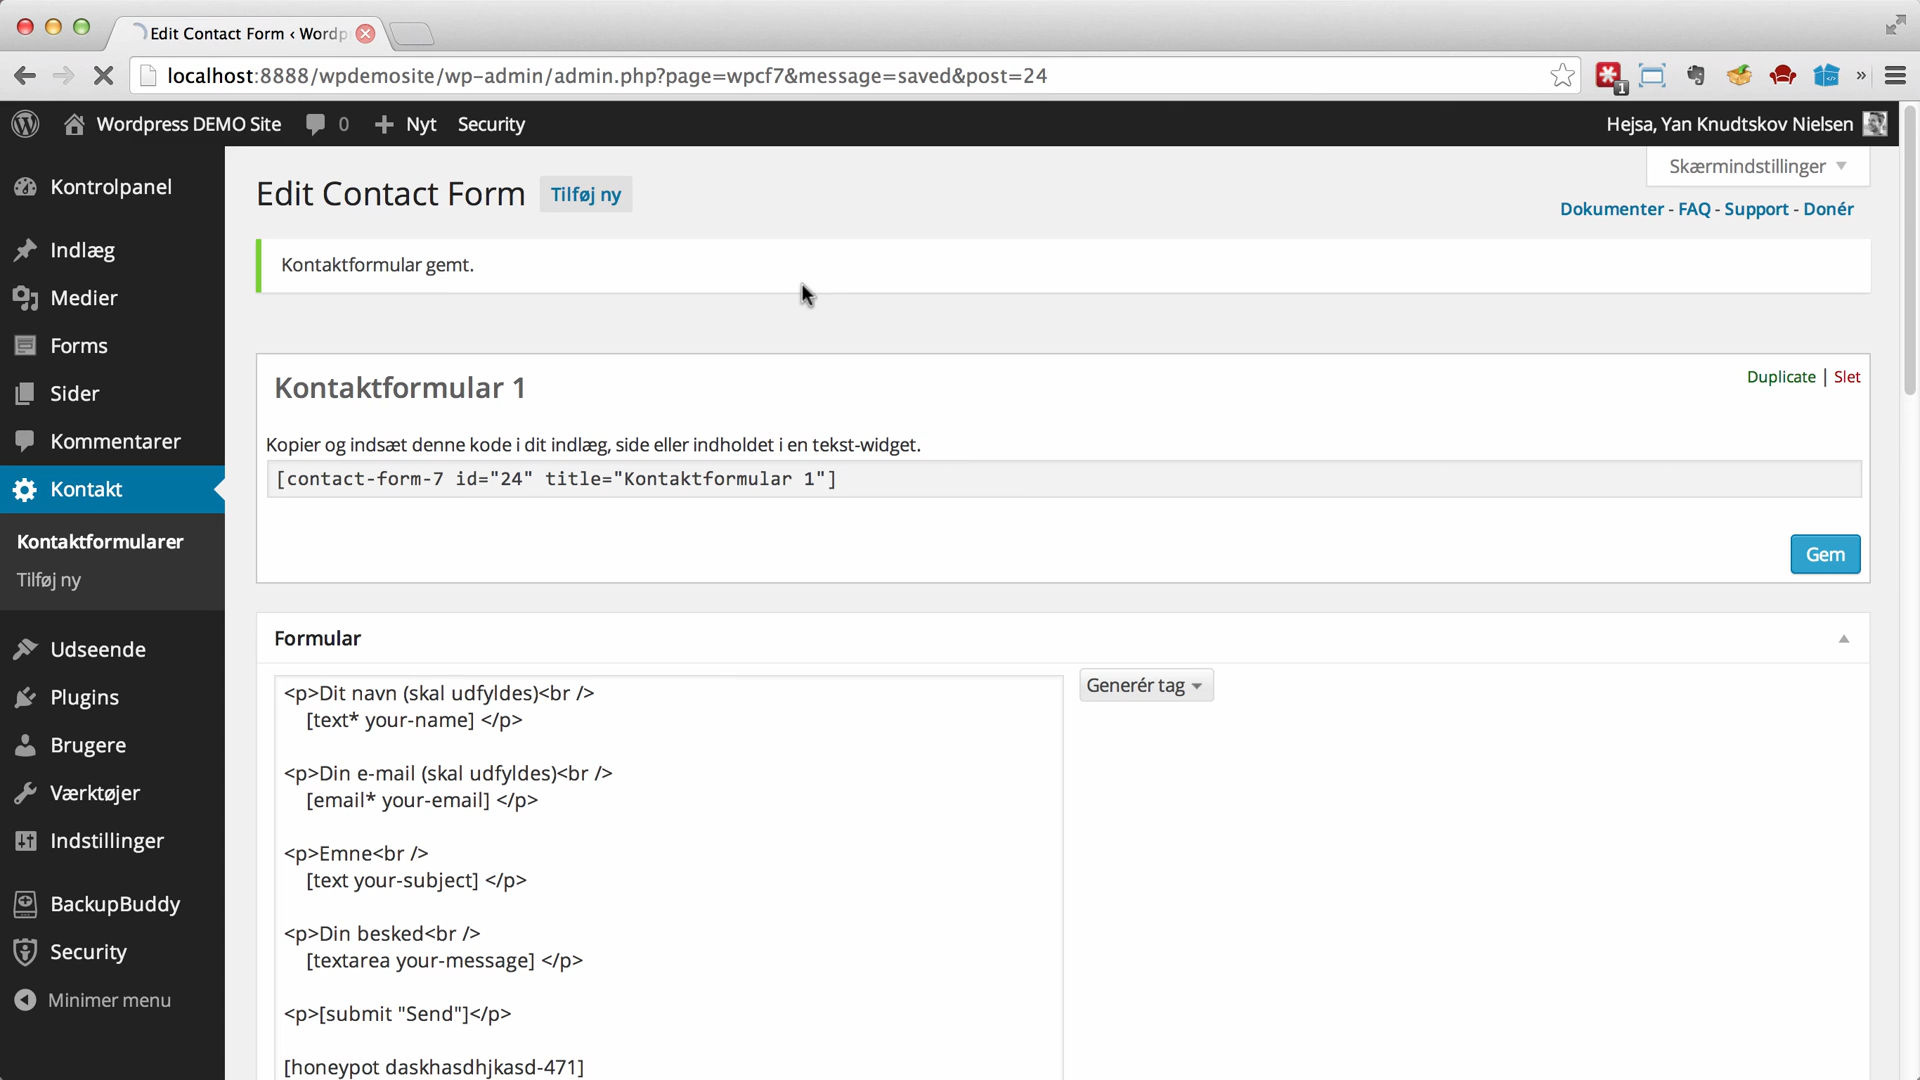 Edit Contact Form ‹ Wordp
localhost:8888/wpdemosite/wp-admin/admin.php?page=wpcf7&message=saved&post=24
1
»
Wordpress DEMO Site 0 Nyt Security Hejsa, Yan Knudtskov Nielsen
Skærmindstillinger
Dokumenter - FAQ - Support - Donér
Kontrolpanel
Indlæg
Medier
Forms
Sider
Kommentarer
Kontakt
Kontaktformularer
Tilføj ny
Udseende
Plugins
Brugere
Værktøjer
Indstillinger
BackupBuddy
Security
Minimer menu
Edit Contact Form Tilføj ny
Kontaktformular gemt.
Kontaktformular 1
Duplicate | Slet
Kopier og indsæt denne kode i dit indlæg, side eller indholdet i en tekst-widget.
[contact-form-7 id="24" title="Kontaktformular 1"]
Gem
Formular
<p>Dit navn (skal udfyldes)<br />
[text* your-name] </p>
<p>Din e-mail (skal udfyldes)<br />
[email* your-email] </p>
<p>Emne<br />
[text your-subject] </p>
<p>Din besked<br />
[textarea your-message] </p>
<p>[submit "Send"]</p>
[honeypot daskhasdhjkasd-471]
Generér tag